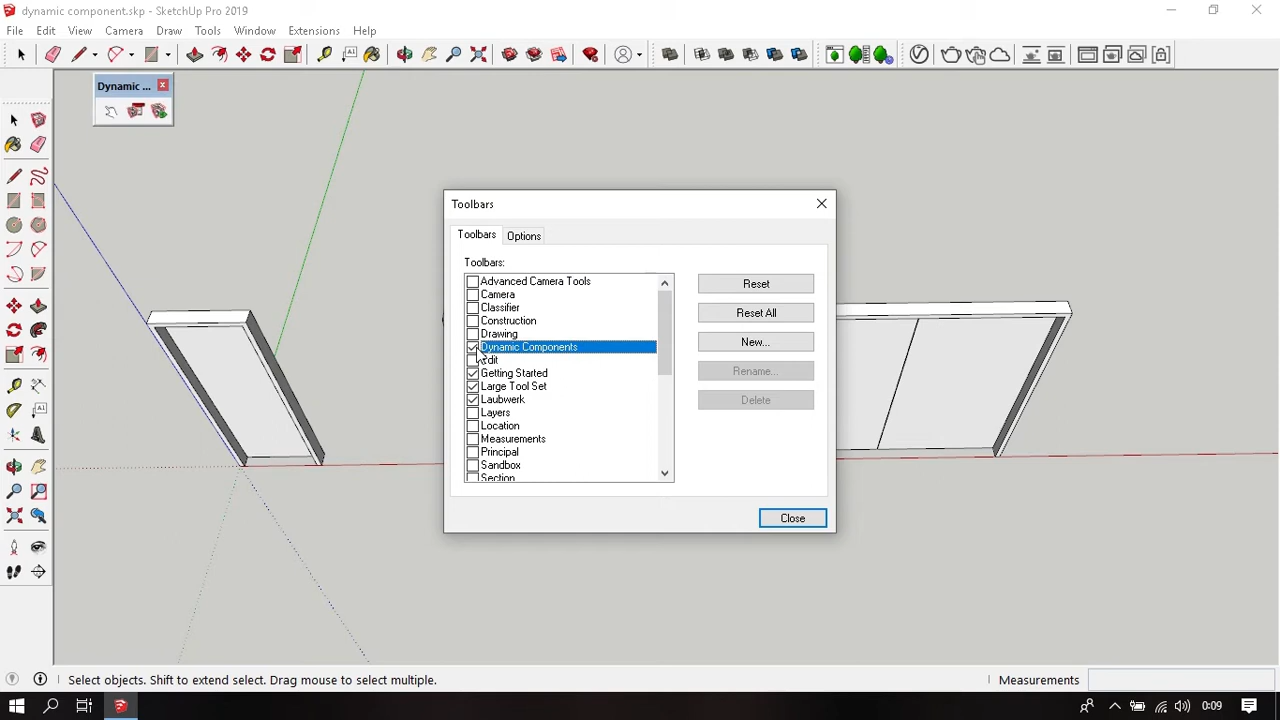 dynamic component.skp - SketchUp Pro 2019
File Edit View Camera Draw Tools Window Extensions Help
Dynamic ...
Toolbars
Toolbars Options
Toolbars:
Advanced Camera Tools
Camera
Classifier
Construction
Drawing
Dynamic Components
Edit
Getting Started
Large Tool Set
Laubwerk
Layers
Location
Measurements
Principal
Sandbox
Section
Reset
Reset All
New...
Rename...
Delete
Close
Select objects. Shift to extend select. Drag mouse to select multiple.
Measurements
0:09